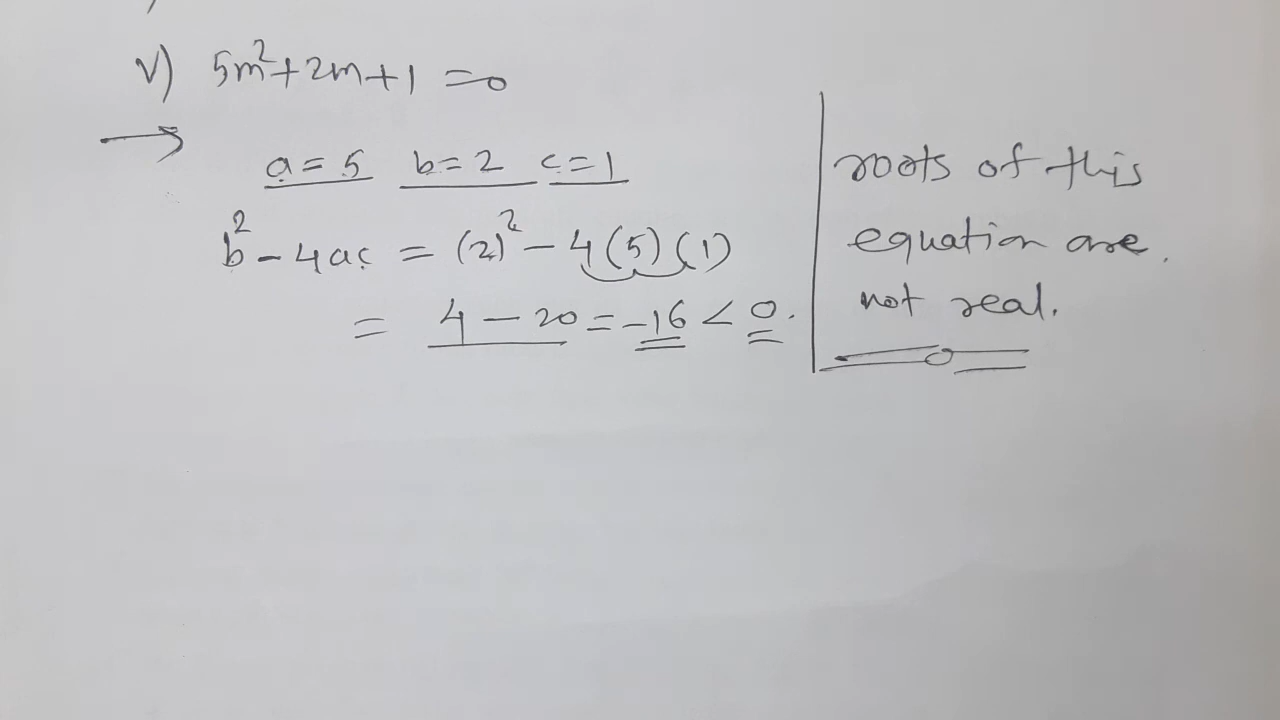 v) 5m²+2m+1 =0
→
a = 5 b = 2 c = 1
b² - 4ac = (2)² - 4(5)(1)
= 4 - 20 = -16 < 0.
roots of this
equation are.
not real.